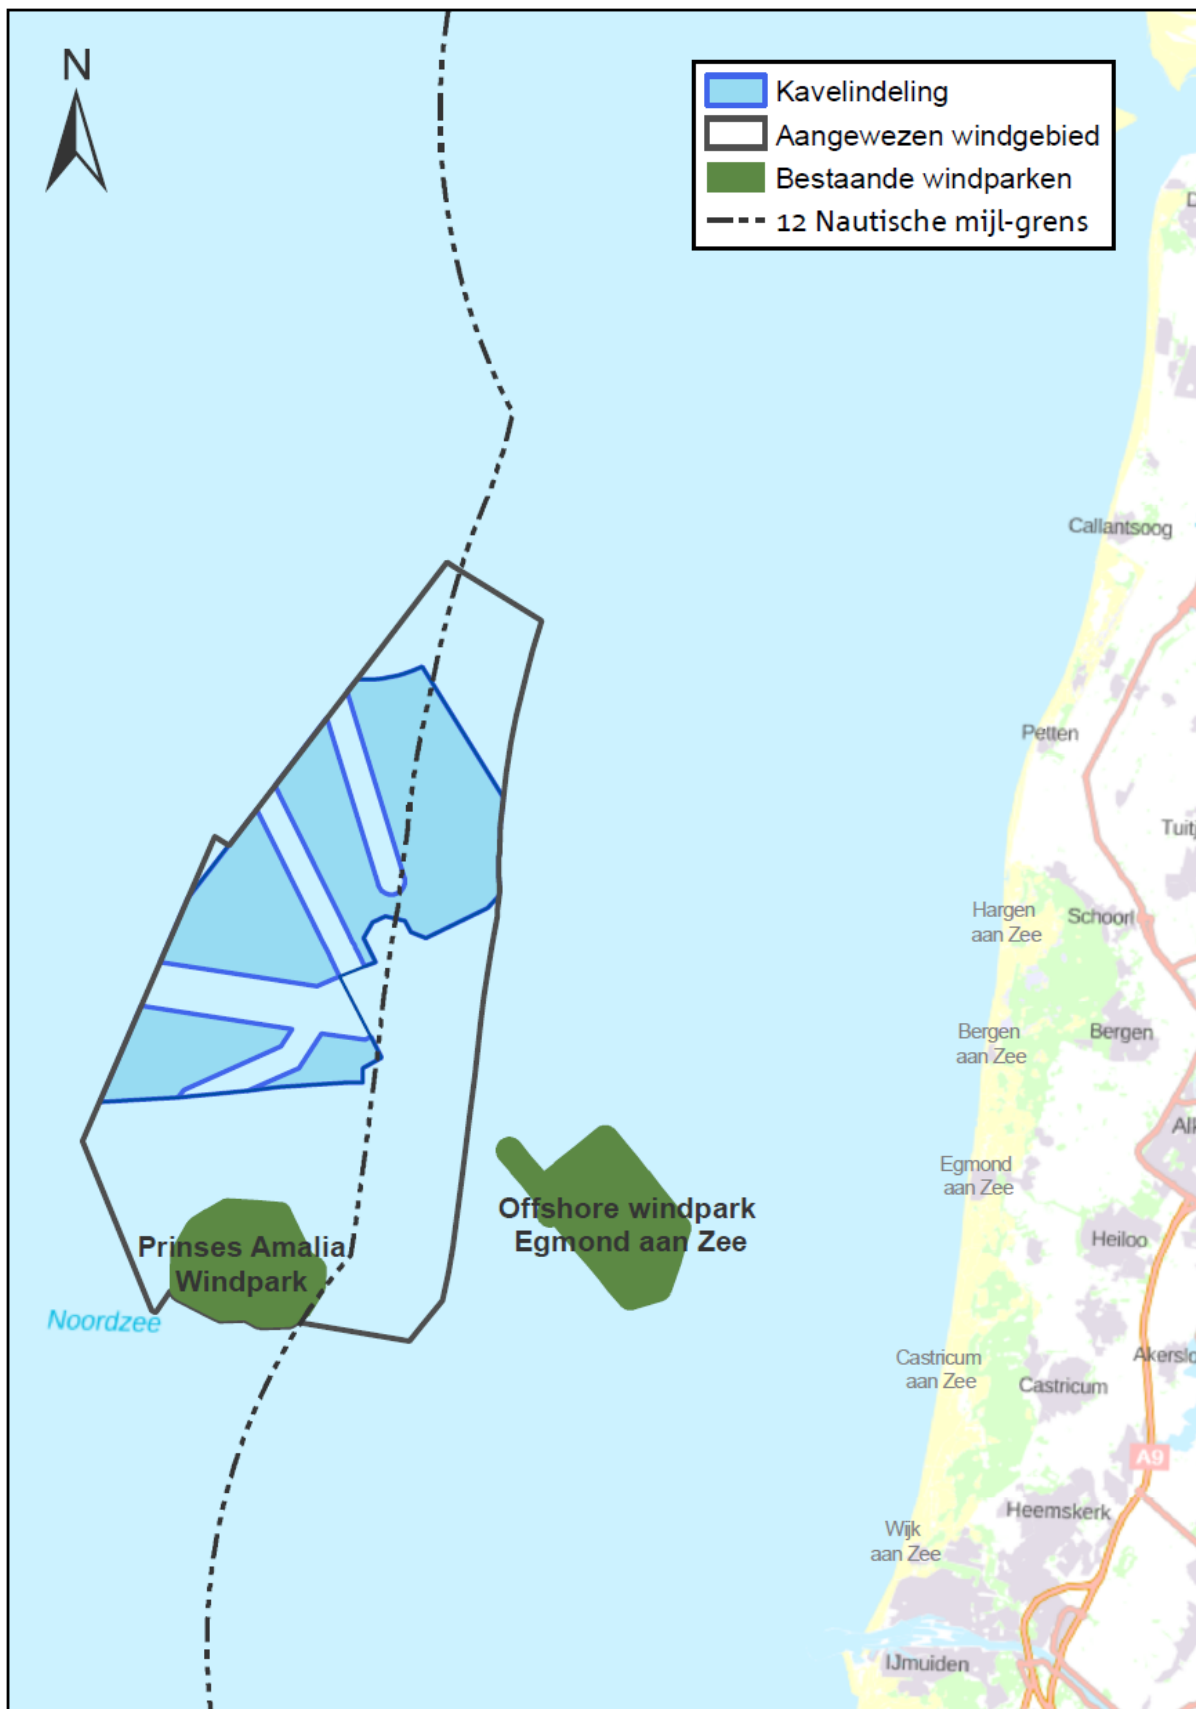 N
Kavelindeling
Aangewezen windgebied
Bestaande windparken
12 Nautische mijl-grens
Callantsoog
Petten
Hargen
aan Zee
Schoorl
Bergen
aan Zee
Bergen
Egmond
aan Zee
Heiloo
Offshore windpark
Egmond aan Zee
Prinses Amalia
Windpark
Noordzee
Castricum
aan Zee
Castricum
A9
Heemskerk
Wijk
aan Zee
IJmuiden